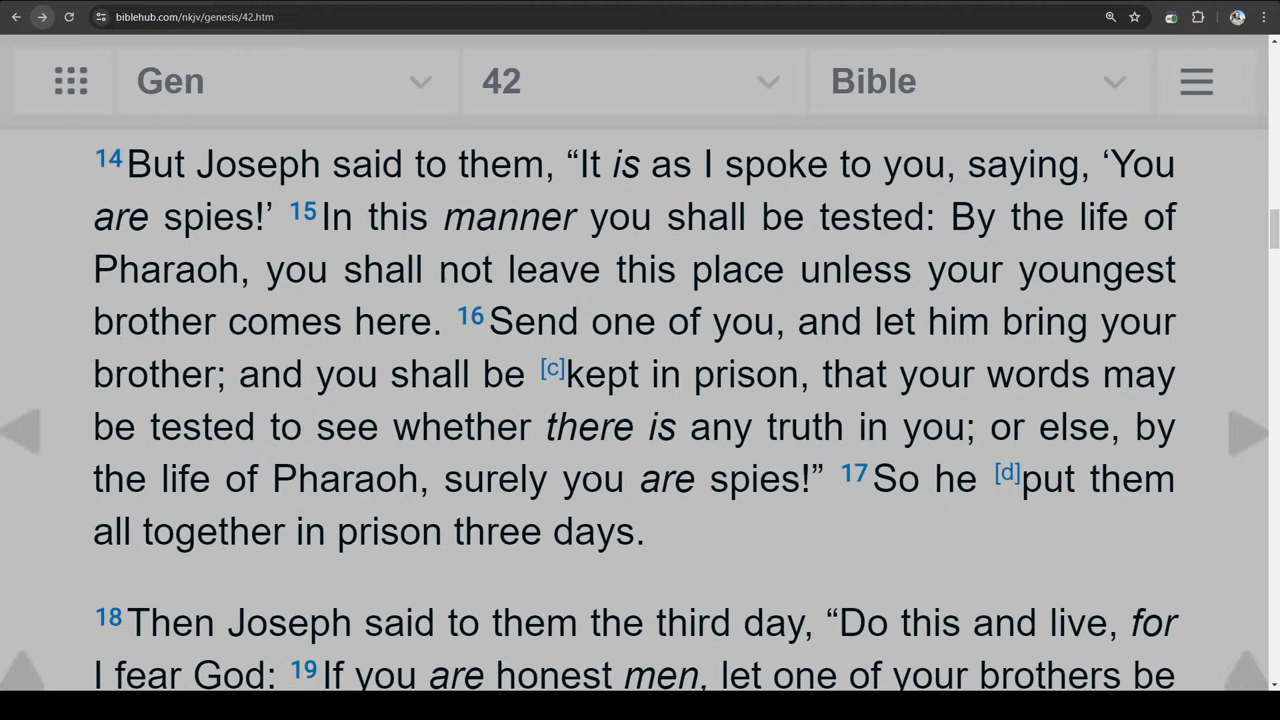 biblehub.com/nkjv/genesis/42.htm
Gen 42 Bible
14 But Joseph said to them, “It is as I spoke to you, saying, ‘You
are spies!’ 15 In this manner you shall be tested: By the life of
Pharaoh, you shall not leave this place unless your youngest
brother comes here. 16 Send one of you, and let him bring your
brother; and you shall be [c]kept in prison, that your words may
be tested to see whether there is any truth in you; or else, by
the life of Pharaoh, surely you are spies!” 17 So he [d]put them
all together in prison three days.
18 Then Joseph said to them the third day, “Do this and live, for
I fear God: 19 If you are honest men, let one of your brothers be